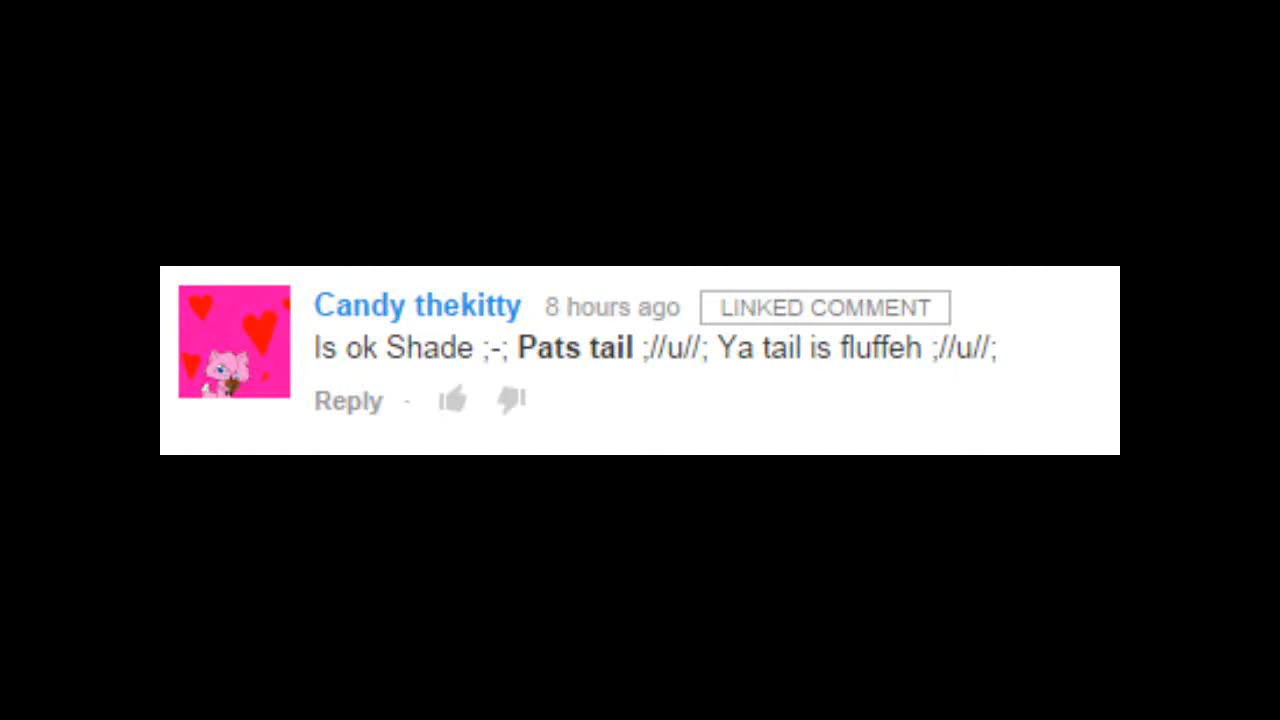 Candy thekitty 8 hours ago LINKED COMMENT
Is ok Shade ;-; Pats tail ;//u//; Ya tail is fluffeh ;//u//;
Reply ·